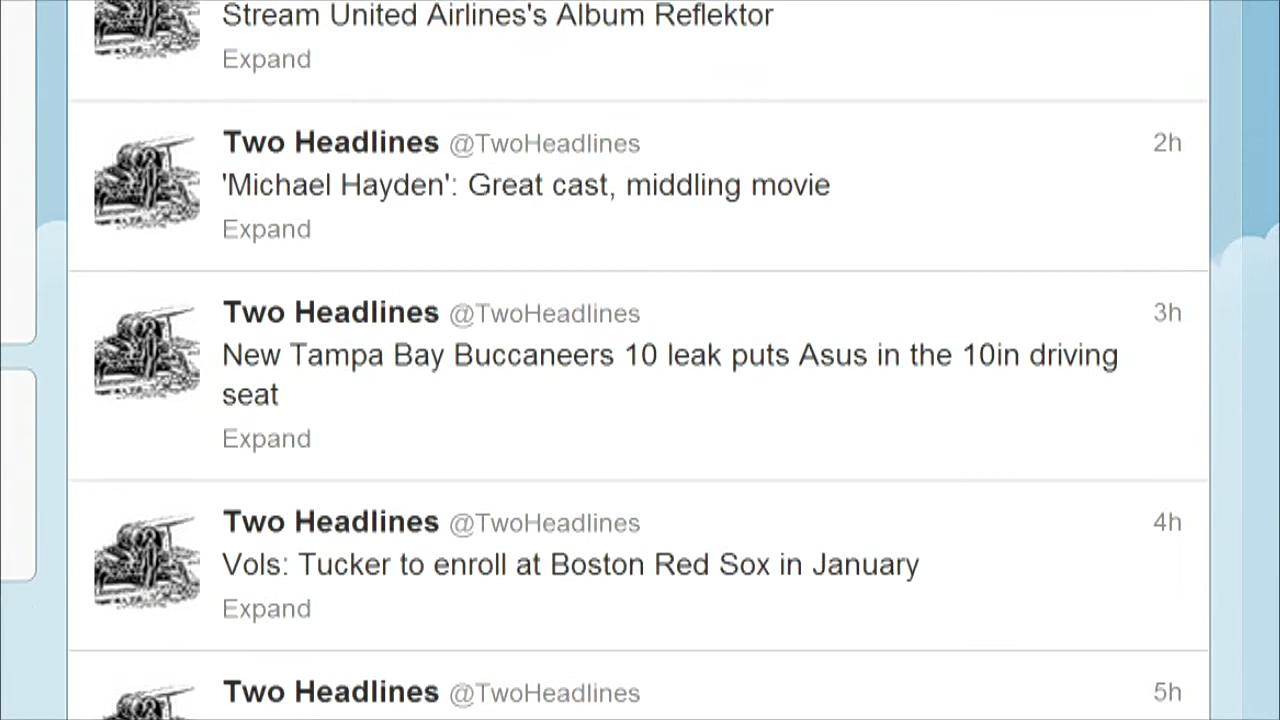 Stream United Airlines's Album Reflektor
Expand
Two Headlines @TwoHeadlines 2h
'Michael Hayden': Great cast, middling movie
Expand
Two Headlines @TwoHeadlines 3h
New Tampa Bay Buccaneers 10 leak puts Asus in the 10in driving
seat
Expand
Two Headlines @TwoHeadlines 4h
Vols: Tucker to enroll at Boston Red Sox in January
Expand
Two Headlines @TwoHeadlines 5h